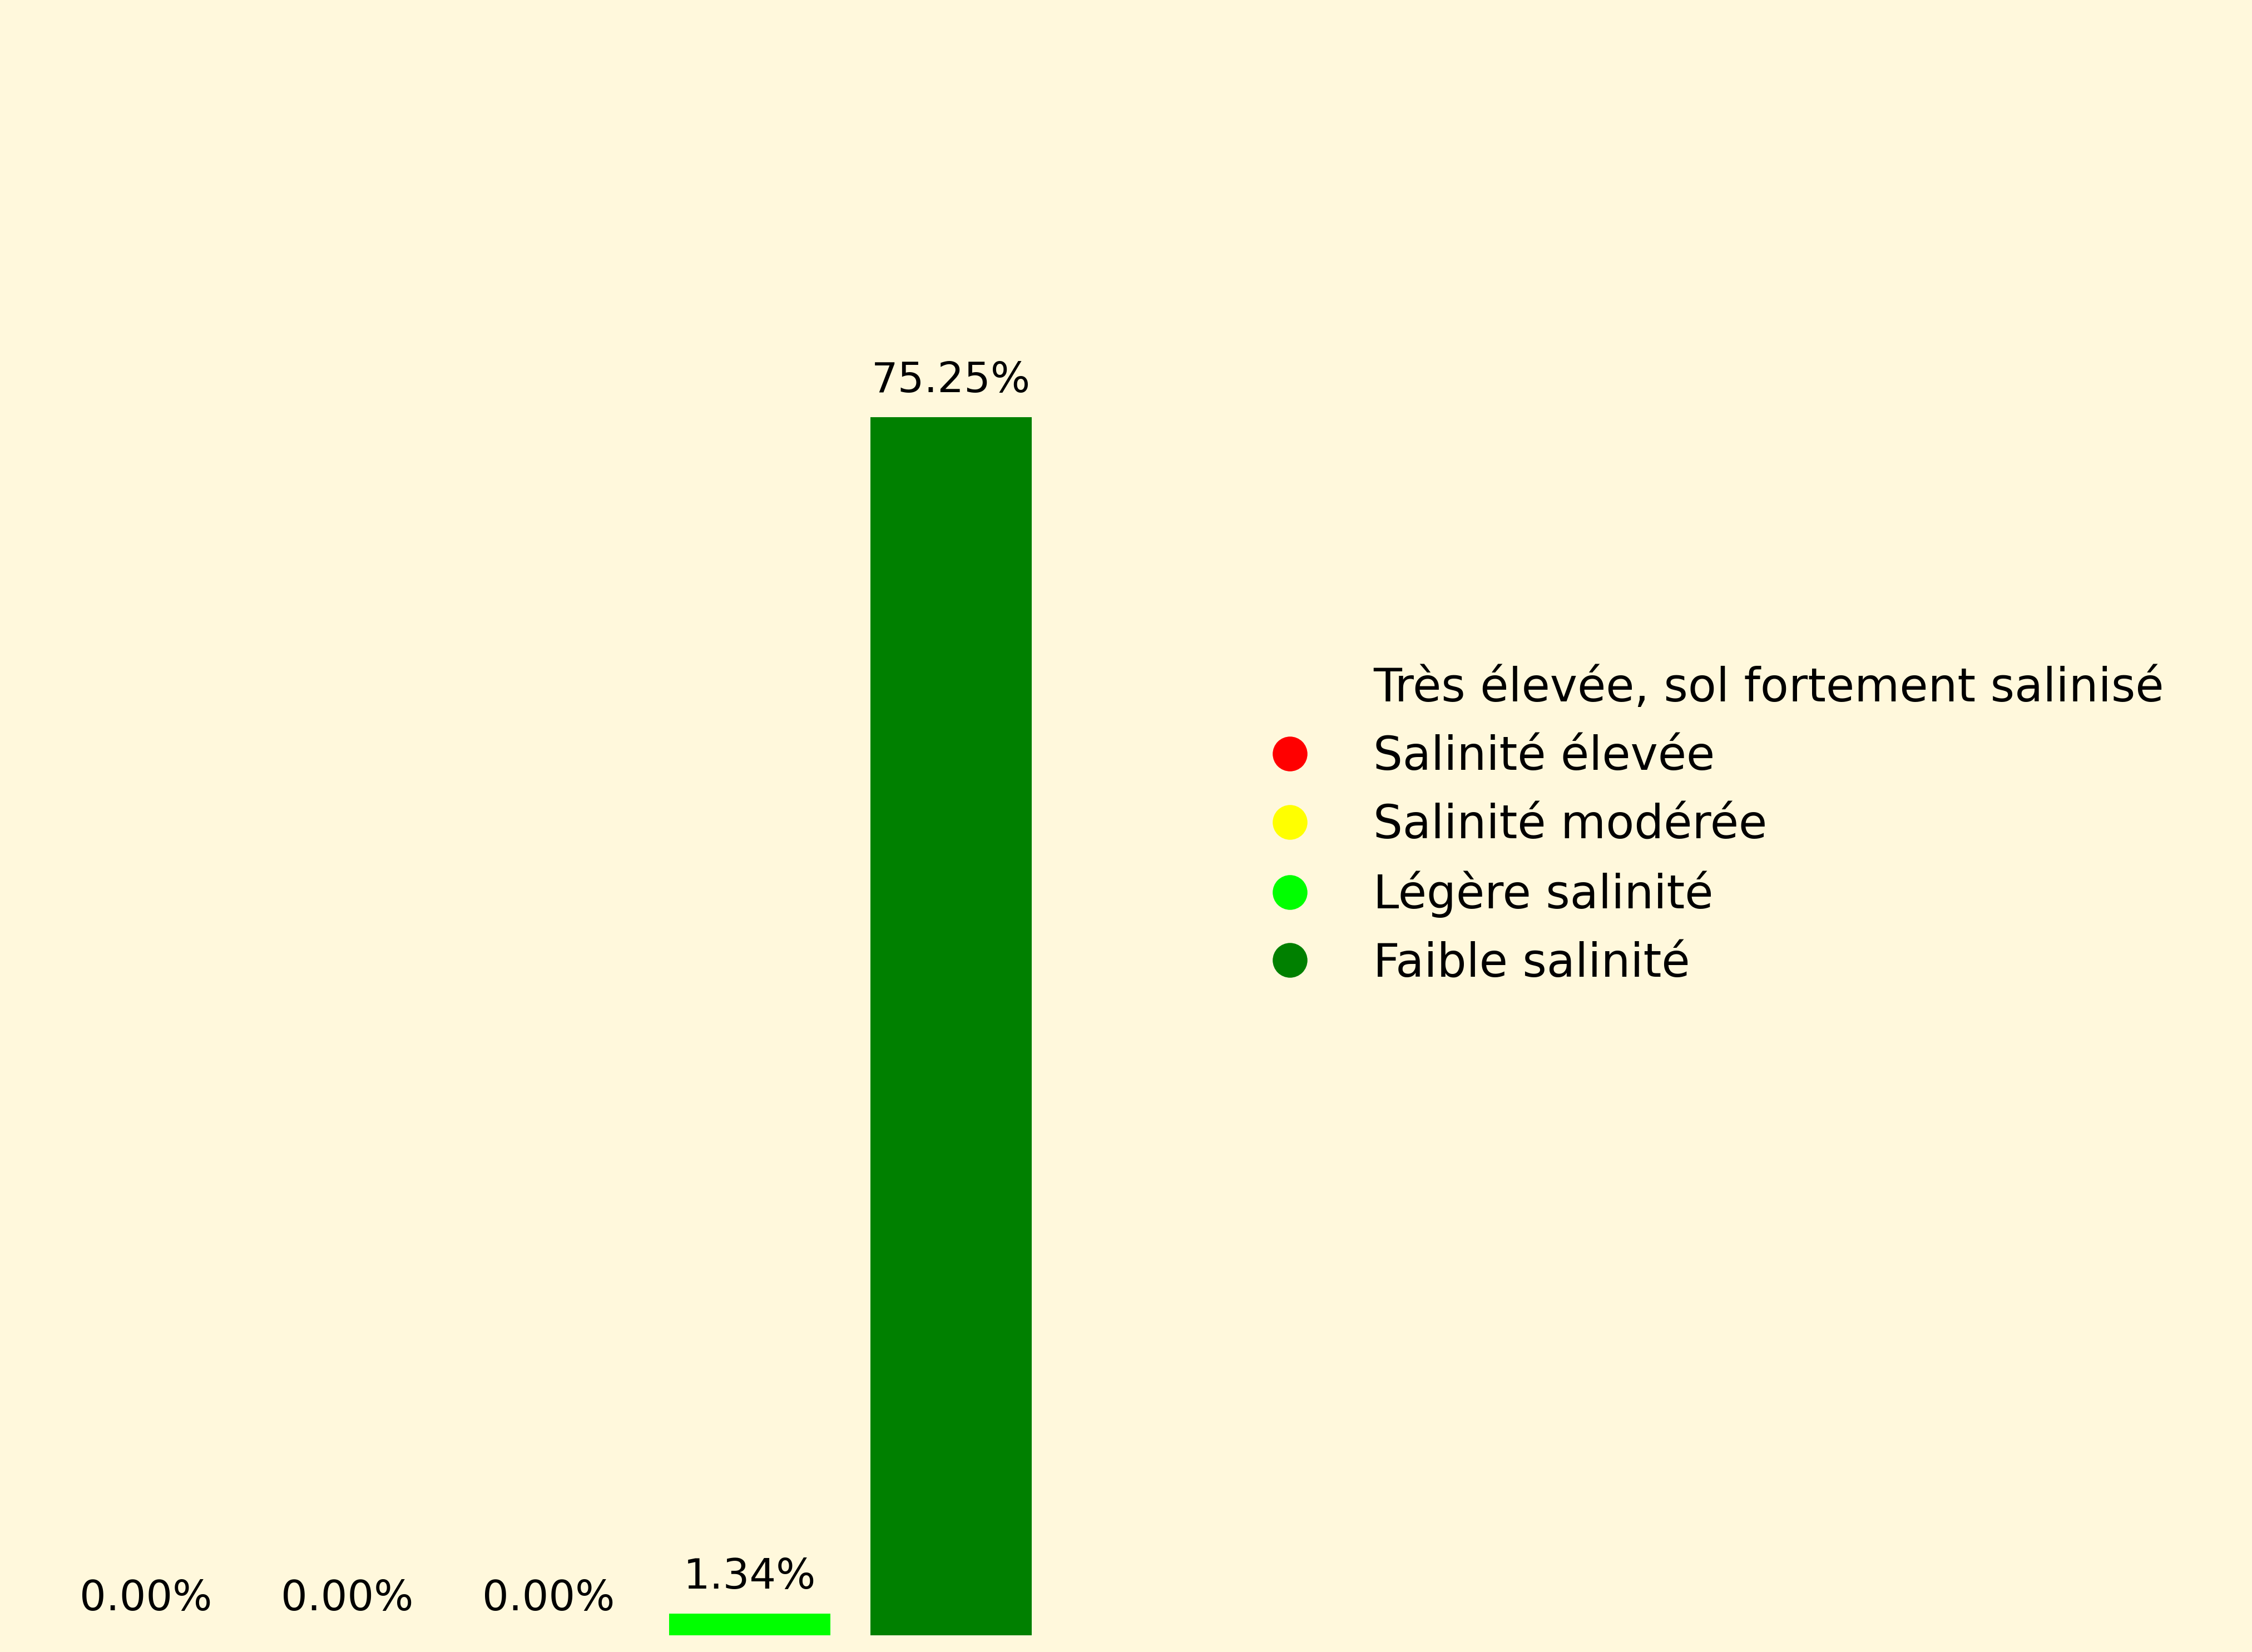 75.25%
Très élevée, sol fortement salinisé
Salinité élevée
Salinité modérée
Légère salinité
Faible salinité
1.34%
0.00%
0.00%
0.00%